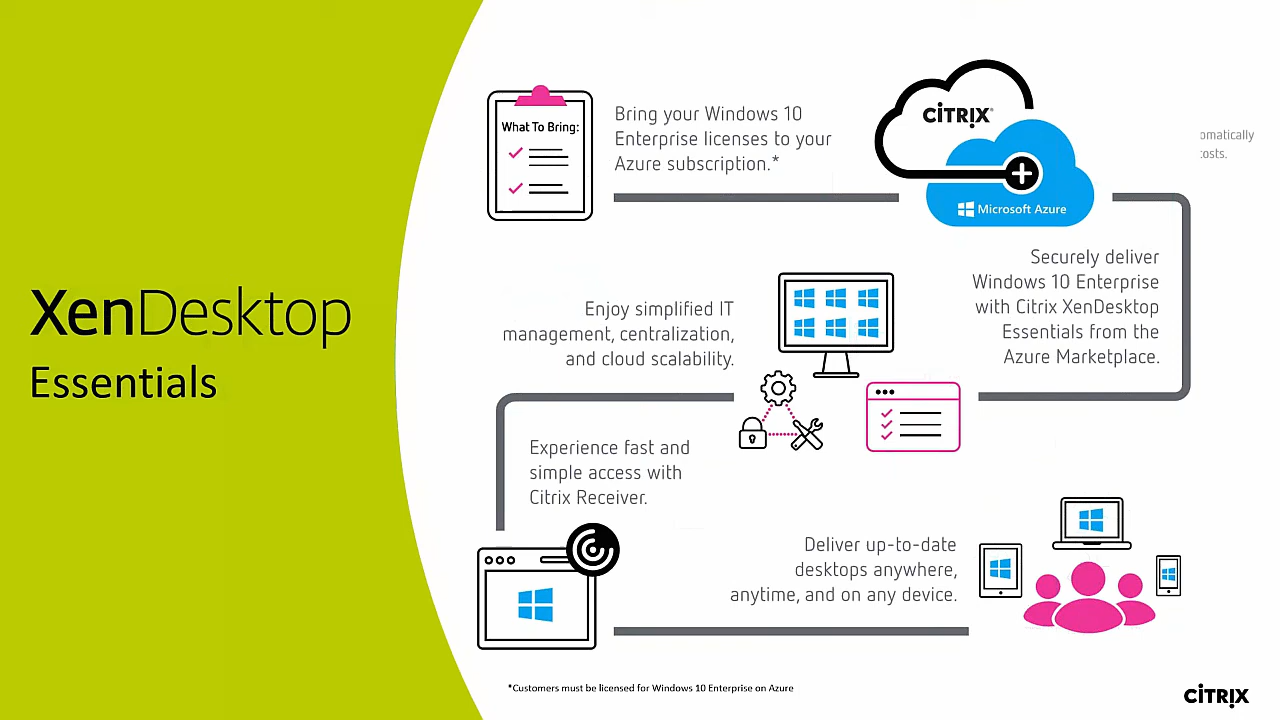 XenDesktop
Essentials
What To Bring:
Bring your Windows 10
Enterprise licenses to your
Azure subscription.*
CITRIX®
Microsoft Azure
omatically
costs.
Securely deliver
Windows 10 Enterprise
with Citrix XenDesktop
Essentials from the
Azure Marketplace.
Enjoy simplified IT
management, centralization,
and cloud scalability.
Experience fast and
simple access with
Citrix Receiver.
Deliver up-to-date
desktops anywhere,
anytime, and on any device.
*Customers must be licensed for Windows 10 Enterprise on Azure
CITRIX